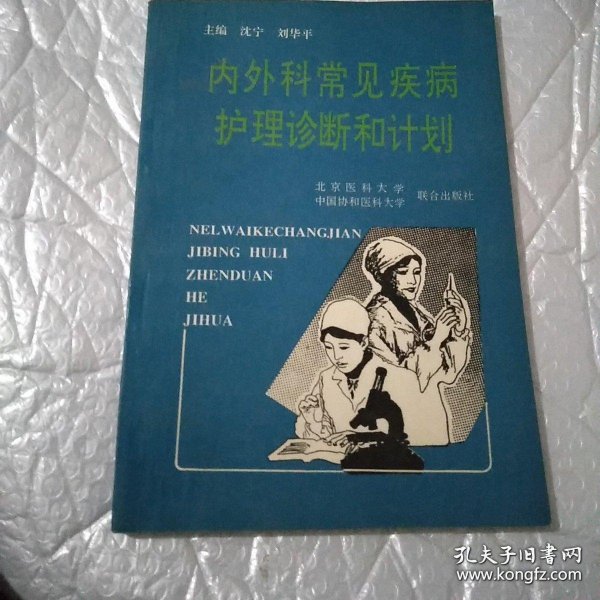 主编 沈宁 刘华平
内外科常见疾病
护理诊断和计划
北京医科大学
中国协和医科大学 联合出版社
NELWAIKECHANGJIAN
JIBING HULI
ZHENDUAN
HE
JIHUA
孔夫子旧书网
www.kongfz.com